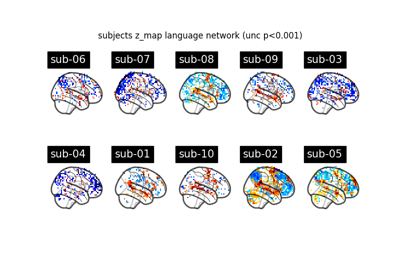 subjects z_map language network (unc p<0.001)
sub-06 sub-07 sub-08 sub-09 sub-03
sub-04 sub-01 sub-10 sub-02 sub-05